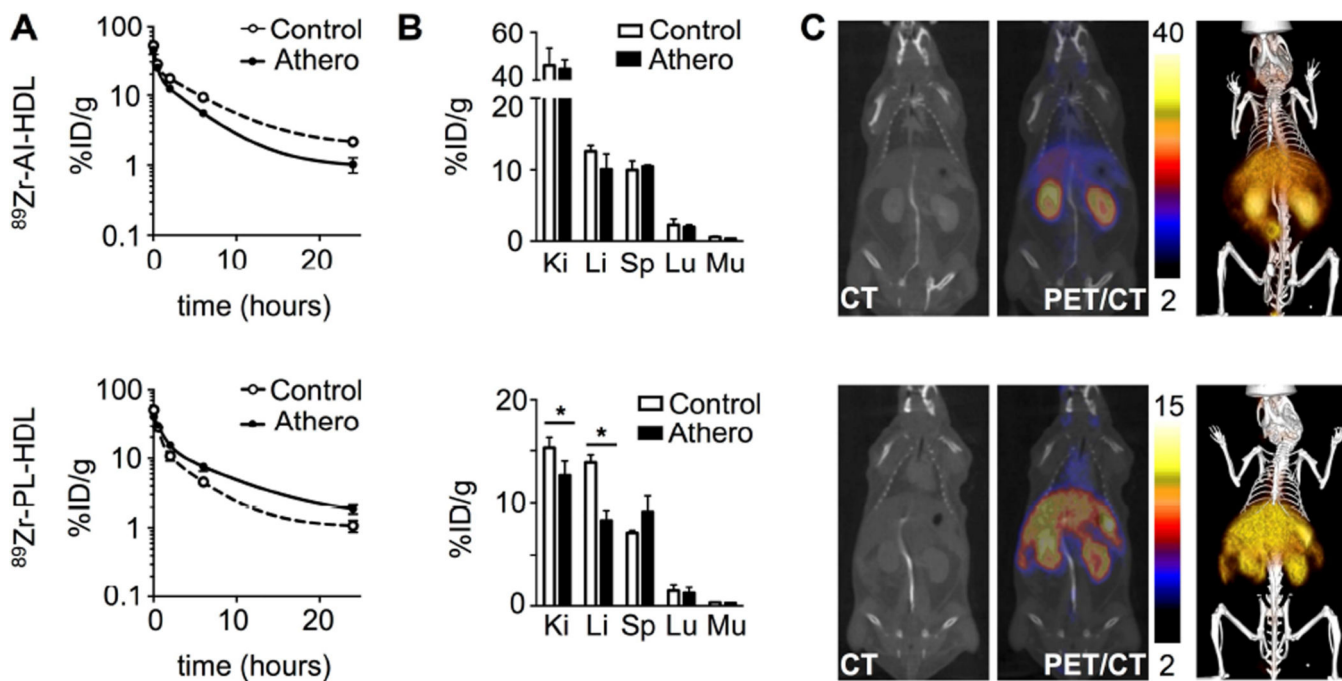 A
⁸⁹Zr-AI-HDL
%ID/g
100
10
1
0.1
0
20
time (hours)
Control
Athero
B
%ID/g
60
40
20
10
0
Control
Athero
Ki Li Sp Lu Mu
C
CT
PET/CT
40
2
⁸⁹Zr-PL-HDL
%ID/g
100
10
1
0.1
0
20
time (hours)
Control
Athero
%ID/g
20
10
0
*
*
Control
Athero
Ki Li Sp Lu Mu
CT
PET/CT
15
2